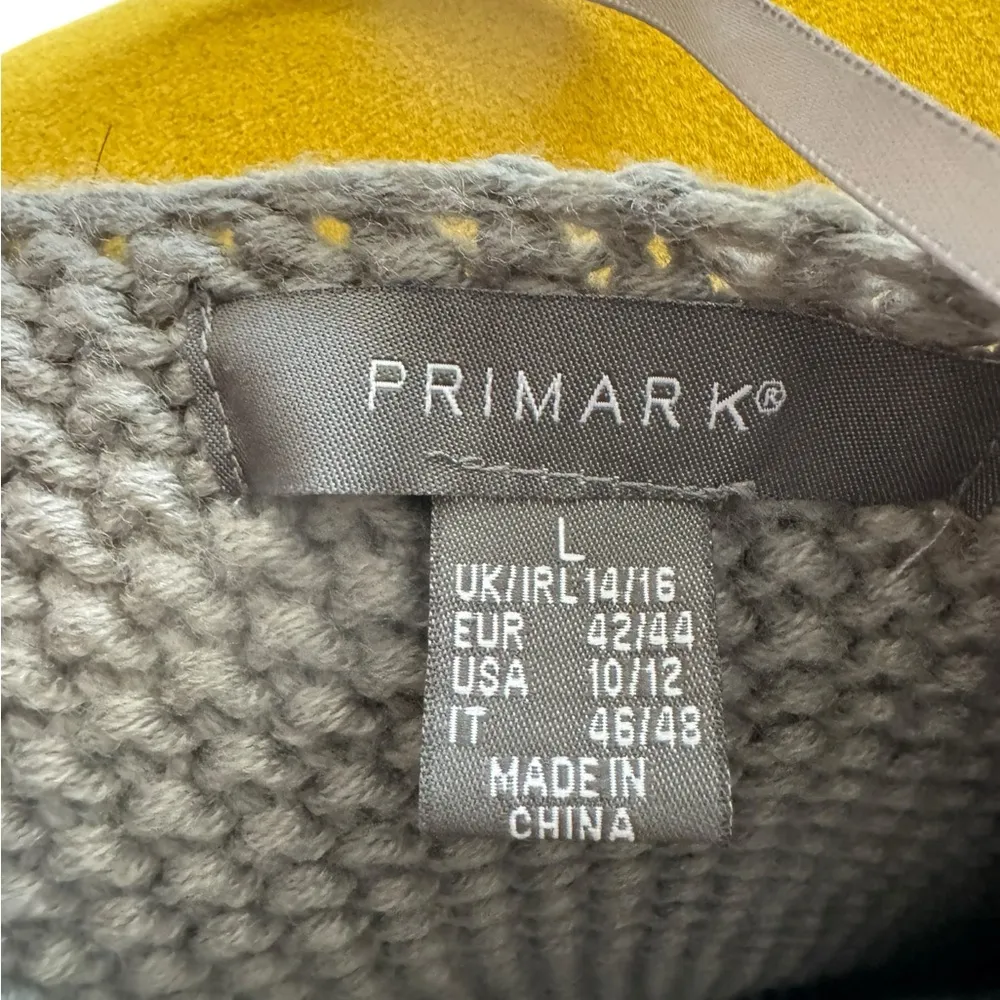 PRIMARK®
L
UK/IRL 14/16
EUR 42/44
USA 10/12
IT 46/48
MADE IN
CHINA